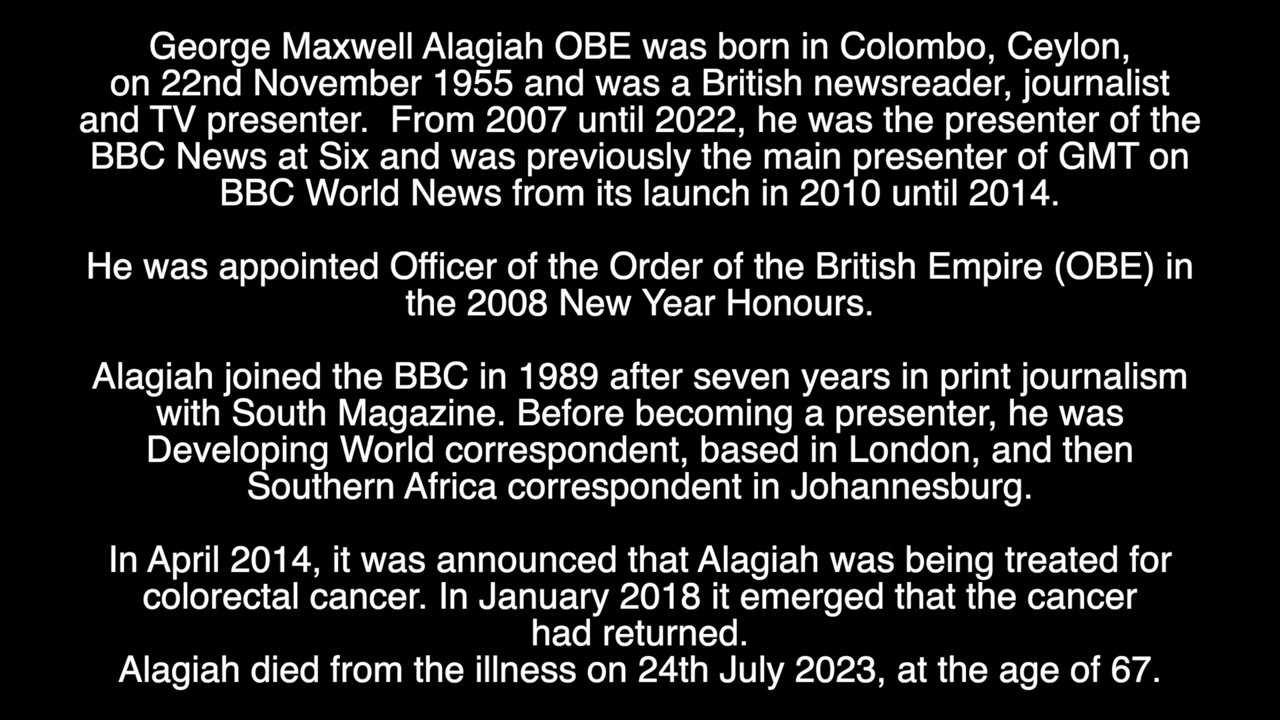 George Maxwell Alagiah OBE was born in Colombo, Ceylon,
on 22nd November 1955 and was a British newsreader, journalist
and TV presenter.  From 2007 until 2022, he was the presenter of the
BBC News at Six and was previously the main presenter of GMT on
BBC World News from its launch in 2010 until 2014.
He was appointed Officer of the Order of the British Empire (OBE) in
the 2008 New Year Honours.
Alagiah joined the BBC in 1989 after seven years in print journalism
with South Magazine. Before becoming a presenter, he was
Developing World correspondent, based in London, and then
Southern Africa correspondent in Johannesburg.
In April 2014, it was announced that Alagiah was being treated for
colorectal cancer. In January 2018 it emerged that the cancer
had returned.
Alagiah died from the illness on 24th July 2023, at the age of 67.